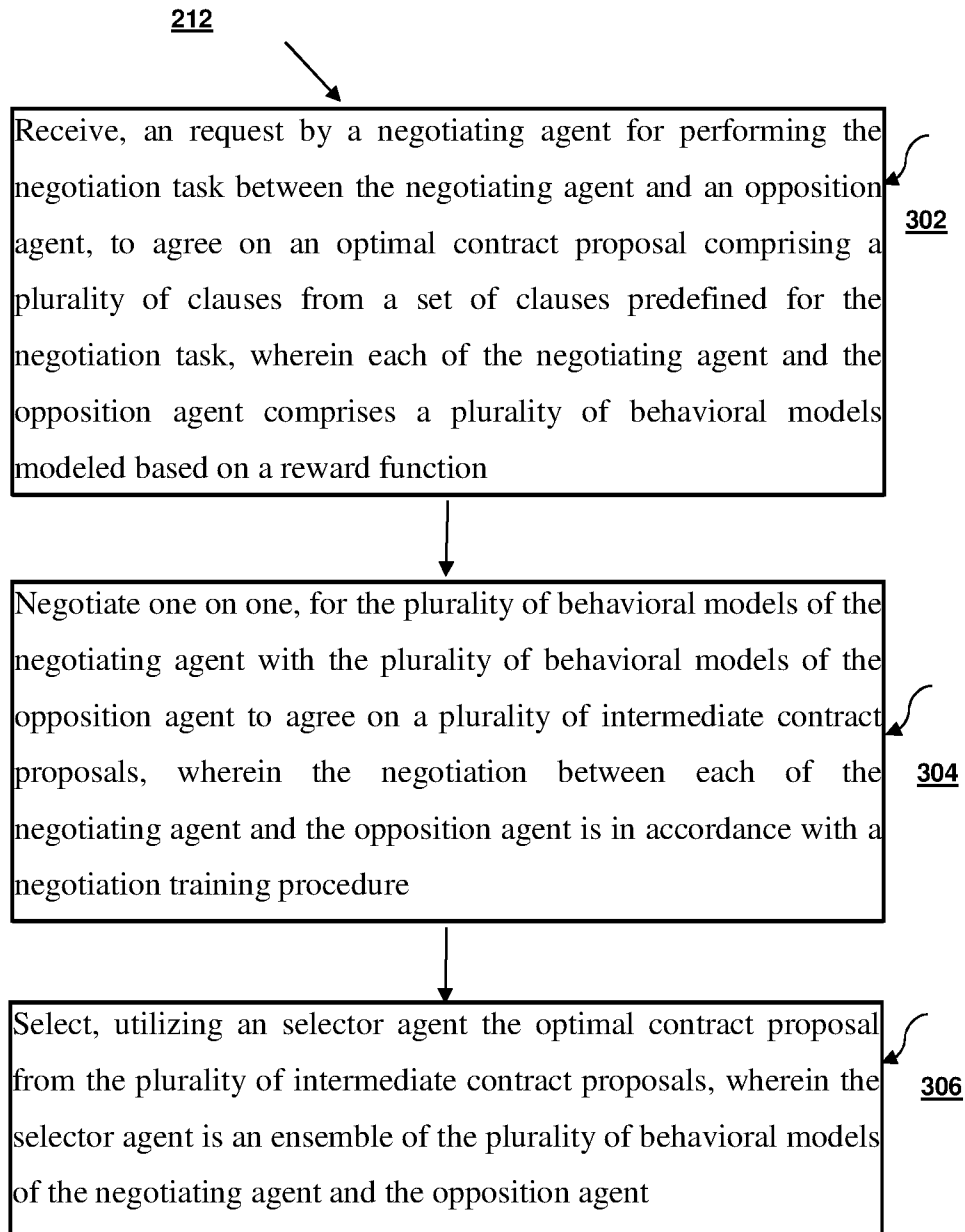 212
Receive, an request by a negotiating agent for performing the
negotiation task between the negotiating agent and an opposition
agent, to agree on an optimal contract proposal comprising a
plurality of clauses from a set of clauses predefined for the
negotiation task, wherein each of the negotiating agent and the
opposition agent comprises a plurality of behavioral models
modeled based on a reward function
302
Negotiate one on one, for the plurality of behavioral models of the
negotiating agent with the plurality of behavioral models of the
opposition agent to agree on a plurality of intermediate contract
proposals, wherein the negotiation between each of the
negotiating agent and the opposition agent is in accordance with a
negotiation training procedure
304
Select, utilizing an selector agent the optimal contract proposal
from the plurality of intermediate contract proposals, wherein the
selector agent is an ensemble of the plurality of behavioral models
of the negotiating agent and the opposition agent
306